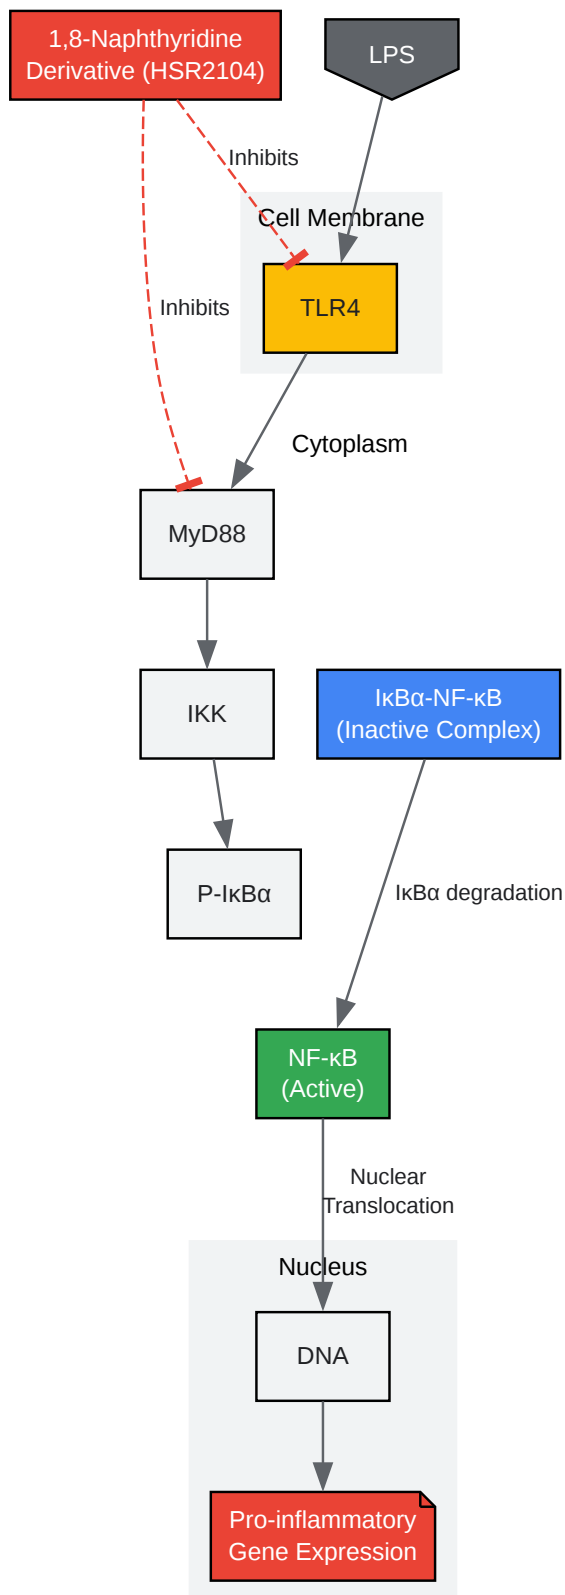 1,8-Naphthyridine
Derivative (HSR2104)
LPS
Inhibits
Cell Membrane
TLR4
Inhibits
Cytoplasm
MyD88
IKK
IκBα-NF-κB
(Inactive Complex)
P-IκBα
IκBα degradation
NF-κB
(Active)
Nuclear
Translocation
Nucleus
DNA
Pro-inflammatory
Gene Expression